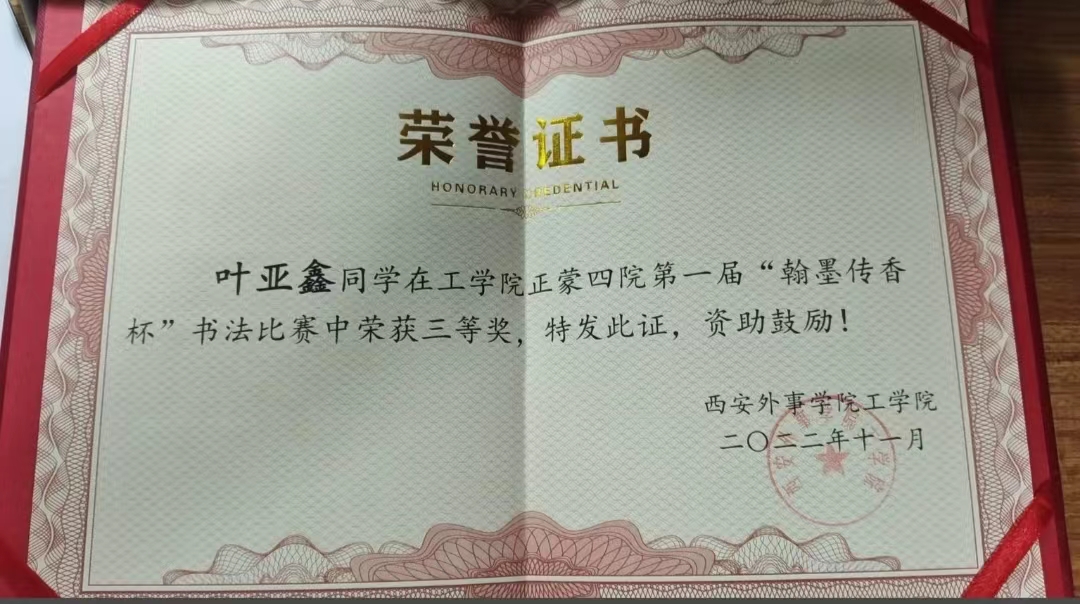 荣誉证书
HONORARY CREDENTIAL
叶亚鑫同学在工学院正蒙四院第一届“翰墨传香
杯”书法比赛中荣获三等奖，特发此证，资助鼓励！
西安外事学院工学院
二〇二二年十一月